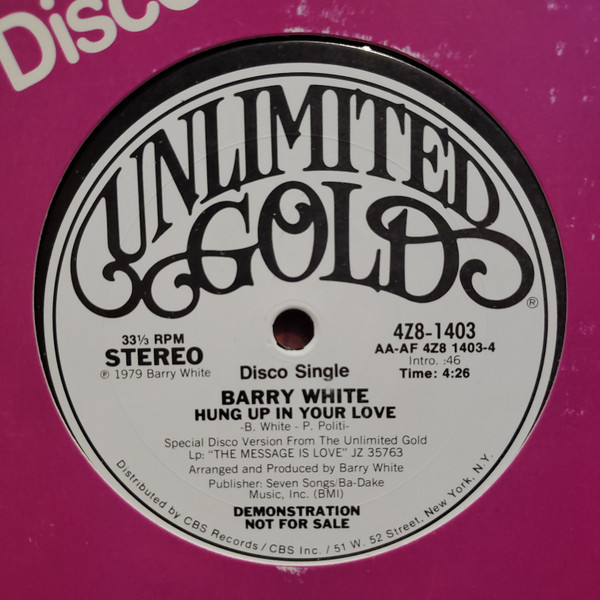 Disco
UNLIMITED
GOLD®
33⅓ RPM
STEREO
℗ 1979 Barry White
4Z8-1403
AA-AF 4Z8 1403-4
Intro. :46
Time: 4:26
Disco Single
BARRY WHITE
HUNG UP IN YOUR LOVE
-B. White - P. Politi-
Special Disco Version From The Unlimited Gold
Lp: "THE MESSAGE IS LOVE" JZ 35763
Arranged and Produced by Barry White
Publisher: Seven Songs/Ba-Dake
Music, Inc. (BMI)
DEMONSTRATION
NOT FOR SALE
Distributed by CBS Records / CBS Inc. / 51 W. 52 Street, New York, N.Y.